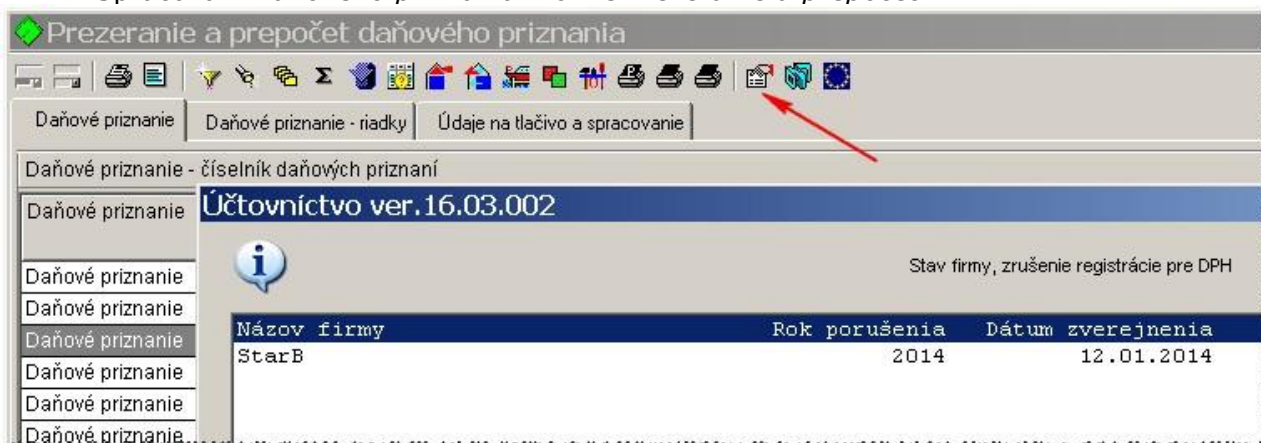 Prezeranie a prepočet daňového priznania
Daňové priznanie Daňové priznanie - riadky Údaje na tlačivo a spracovanie
Daňové priznanie - číselník daňových priznaní
Daňové priznanie
Účtovníctvo ver.16.03.002
Stav firmy, zrušenie registrácie pre DPH
Daňové priznanie
Daňové priznanie
Názov firmy Rok porušenia Dátum zverejnenia
Daňové priznanie
StarB 2014 12.01.2014
Daňové priznanie
Daňové priznanie
Daňové priznanie